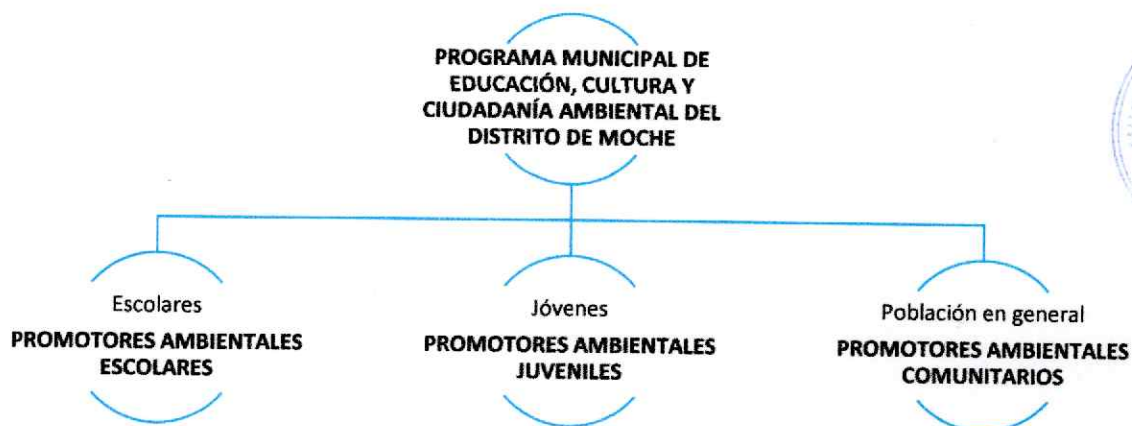 PROGRAMA MUNICIPAL DE
EDUCACIÓN, CULTURA Y
CIUDADANÍA AMBIENTAL DEL
DISTRITO DE MOCHE
Escolares
PROMOTORES AMBIENTALES
ESCOLARES
Jóvenes
PROMOTORES AMBIENTALES
JUVENILES
Población en general
PROMOTORES AMBIENTALES
COMUNITARIOS